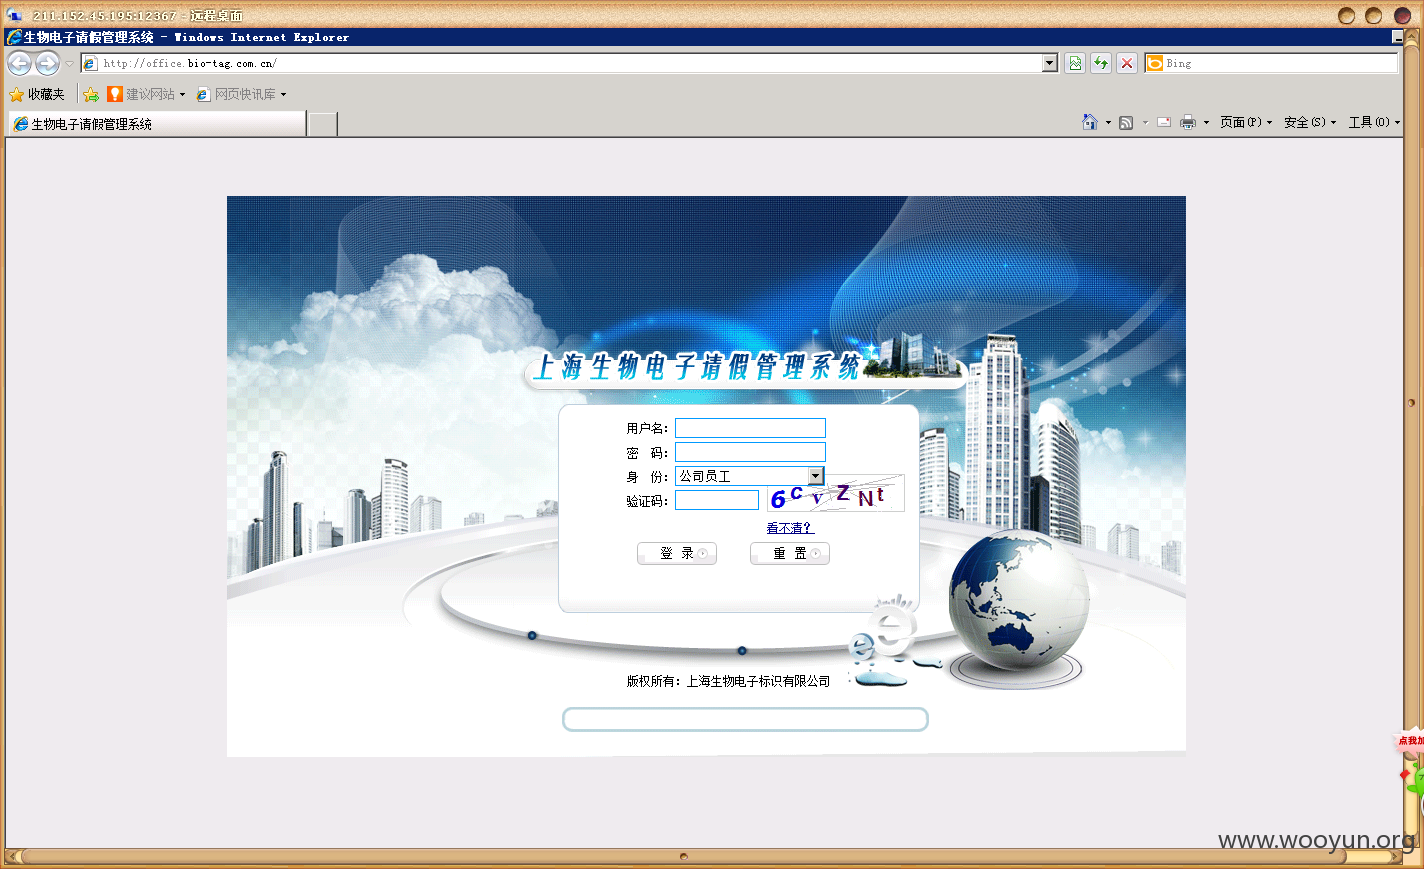 211.152.45.195:12367 - 远程桌面
生物电子请假管理系统 - Windows Internet Explorer
http://office.bio-tag.com.cn/
Bing
收藏夹 建议网站 网页快讯库
生物电子请假管理系统
页面(P) 安全(S) 工具(O)
上海生物电子请假管理系统
用户名:
密 码:
身 份: 公司员工
验证码: 6cvZNt
看不清?
登 录 重 置
版权所有: 上海生物电子标识有限公司
点我加
www.wooyun.org